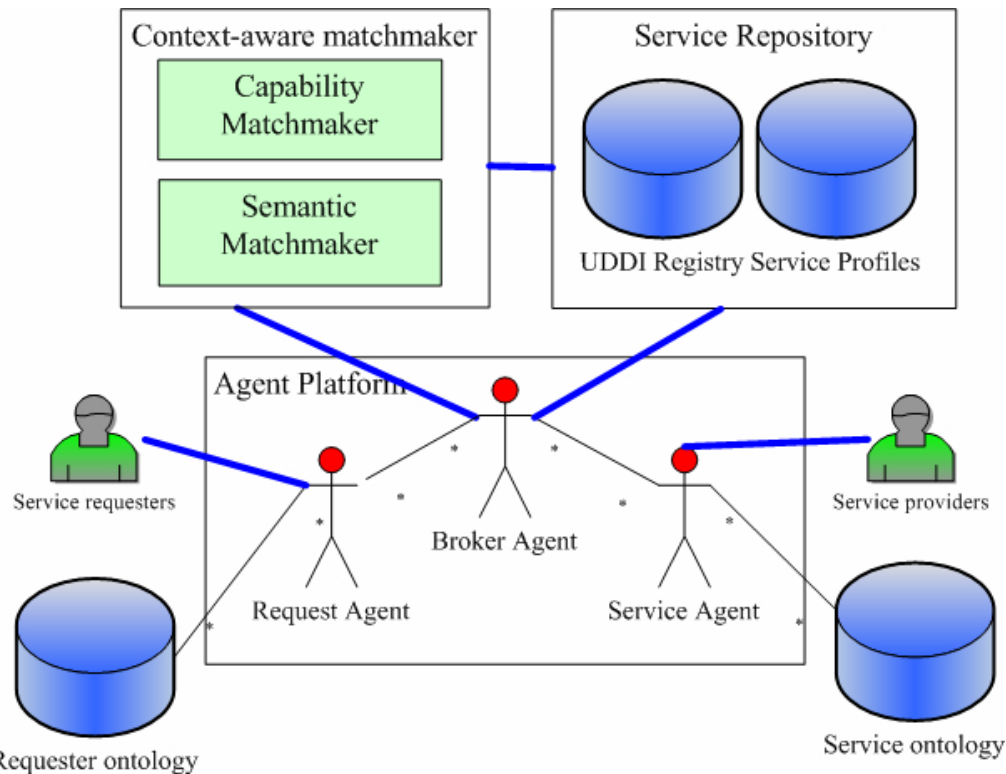 Context-aware matchmaker
Capability
Matchmaker
Semantic
Matchmaker
Service Repository
UDDI Registry Service Profiles
Agent Platform
Service requesters
Service providers
*
*
*
*
*
*
Broker Agent
Request Agent
Service Agent
*
*
Requester ontology
Service ontology